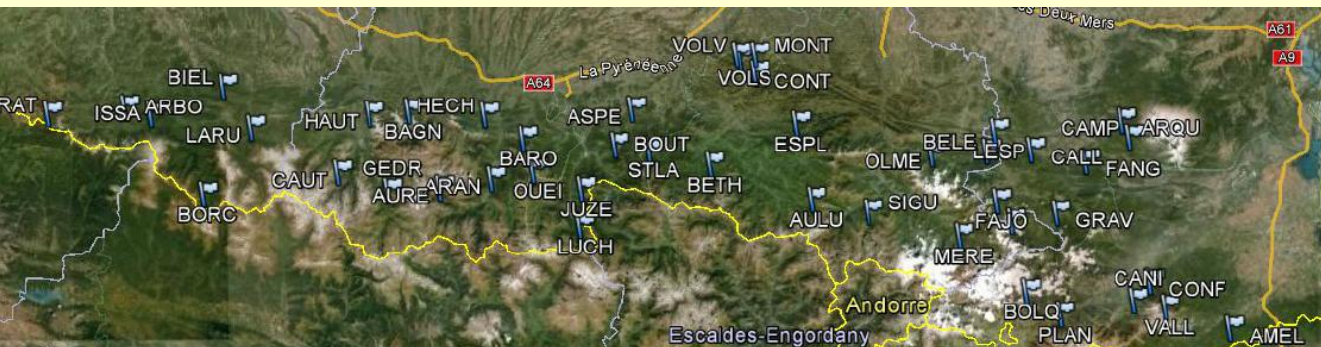 es Deux Mers
A61
VOLV MONT
A9
La Pyrénéenne
BIEL
VOLS CONT
A64
RAT ISSA ARBO
HECH
ASPE
HAUT
BAGN
CAMP ARQU
LARU
BOUT
ESPL
BELE LESP
BARO
OLME
CALL FANG
GEDR
STLA
CAUT
BETH
AURE ARAN OUEI
JUZE
SIGU
BORC
AULU
FAJO GRAV
LUCH
MERE
CANI CONF
Andorre
BOLQ
VALL
PLAN
AMEL
Escaldes-Engordany